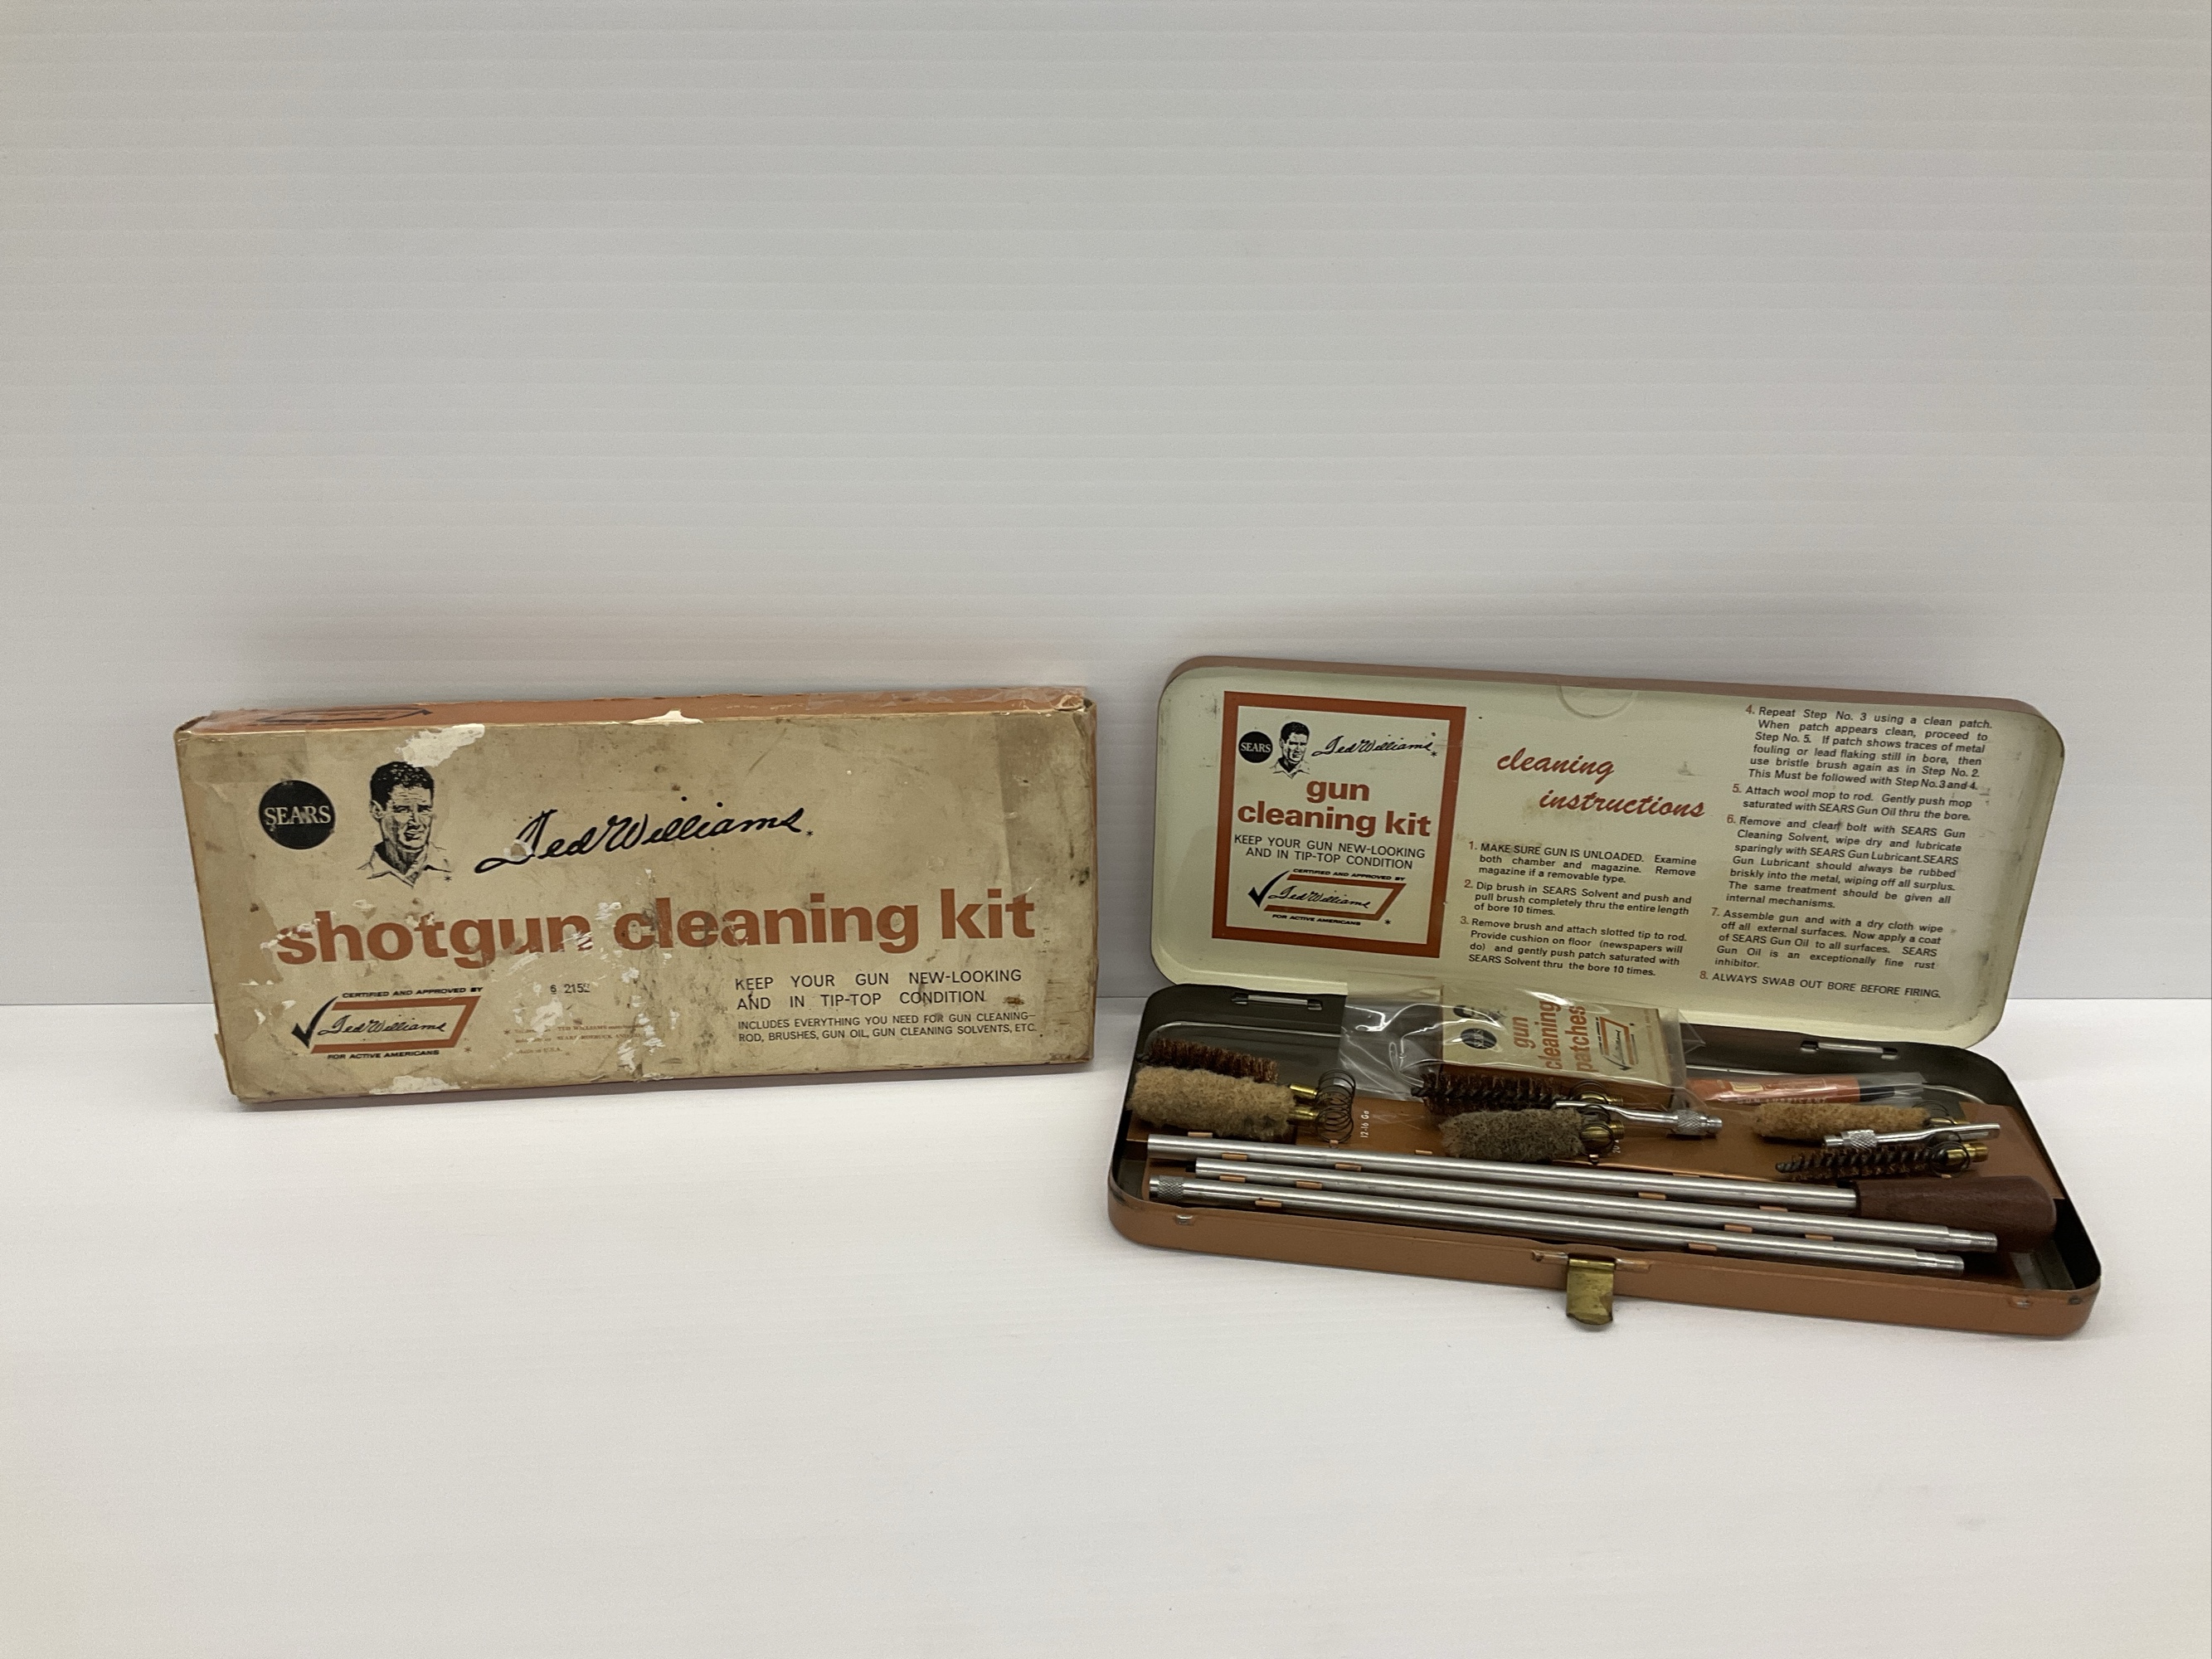 SEARS
Ted Williams
shotgun cleaning kit
6 2152
KEEP YOUR GUN NEW-LOOKING
AND IN TIP-TOP CONDITION
INCLUDES EVERYTHING YOU NEED FOR GUN CLEANING—
ROD, BRUSHES, GUN OIL, GUN CLEANING SOLVENTS, ETC.
CERTIFIED AND APPROVED BY
Ted Williams
FOR ACTIVE AMERICANS
TED WILLIAMS
SEARS, ROEBUCK AND
U.S.A.
SEARS
Ted Williams
gun
cleaning kit
KEEP YOUR GUN NEW-LOOKING
AND IN TIP-TOP CONDITION
CERTIFIED AND APPROVED BY
Ted Williams
FOR ACTIVE AMERICANS
cleaning
instructions
1. MAKE SURE GUN IS UNLOADED. Examine
both chamber and magazine. Remove
magazine if a removable type.
2. Dip brush in SEARS Solvent and push and
pull brush completely thru the entire length
of bore 10 times.
3. Remove brush and attach slotted tip to rod.
Provide cushion on floor (newspapers will
do) and gently push patch saturated with
SEARS Solvent thru the bore 10 times.
4. Repeat Step No. 3 using a clean patch.
When patch appears clean, proceed to
Step No. 5. If patch shows traces of metal
fouling or lead flaking still in bore, then
use bristle brush again as in Step No. 2.
This Must be followed with Step No.3 and 4.
5. Attach wool mop to rod. Gently push mop
saturated with SEARS Gun Oil thru the bore.
6. Remove and clean bolt with SEARS Gun
Cleaning Solvent, wipe dry and lubricate
sparingly with SEARS Gun Lubricant.SEARS
Gun Lubricant should always be rubbed
briskly into the metal, wiping off all surplus.
The same treatment should be given all
internal mechanisms.
7. Assemble gun and with a dry cloth wipe
off all external surfaces. Now apply a coat
of SEARS Gun Oil to all surfaces. SEARS
Gun Oil is an exceptionally fine rust
inhibitor.
8. ALWAYS SWAB OUT BORE BEFORE FIRING.
gun
cleaning
patches
GUN LUBRICANT
12-16 Ga
20